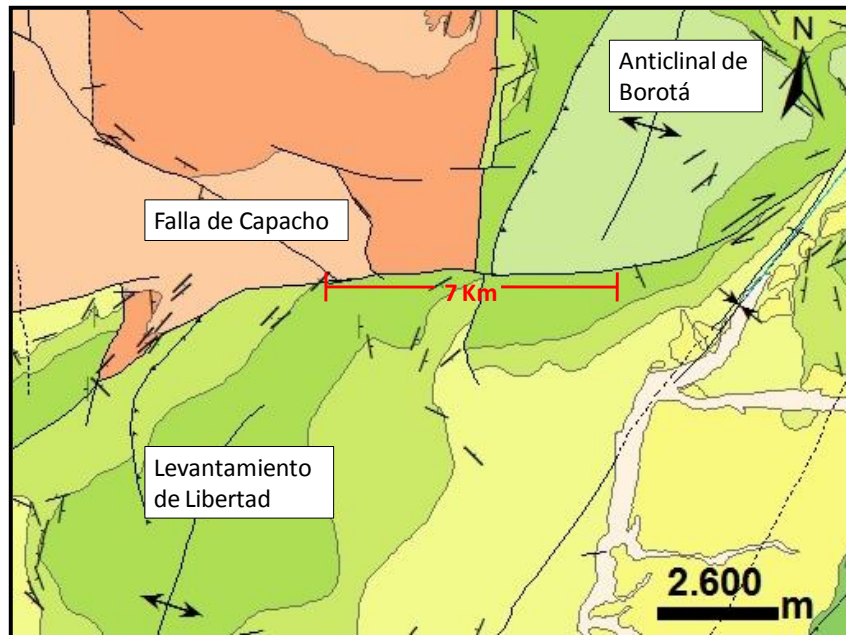 Anticlinal de
Borotá
N
Falla de Capacho
7 Km
Levantamiento
de Libertad
2.600
m